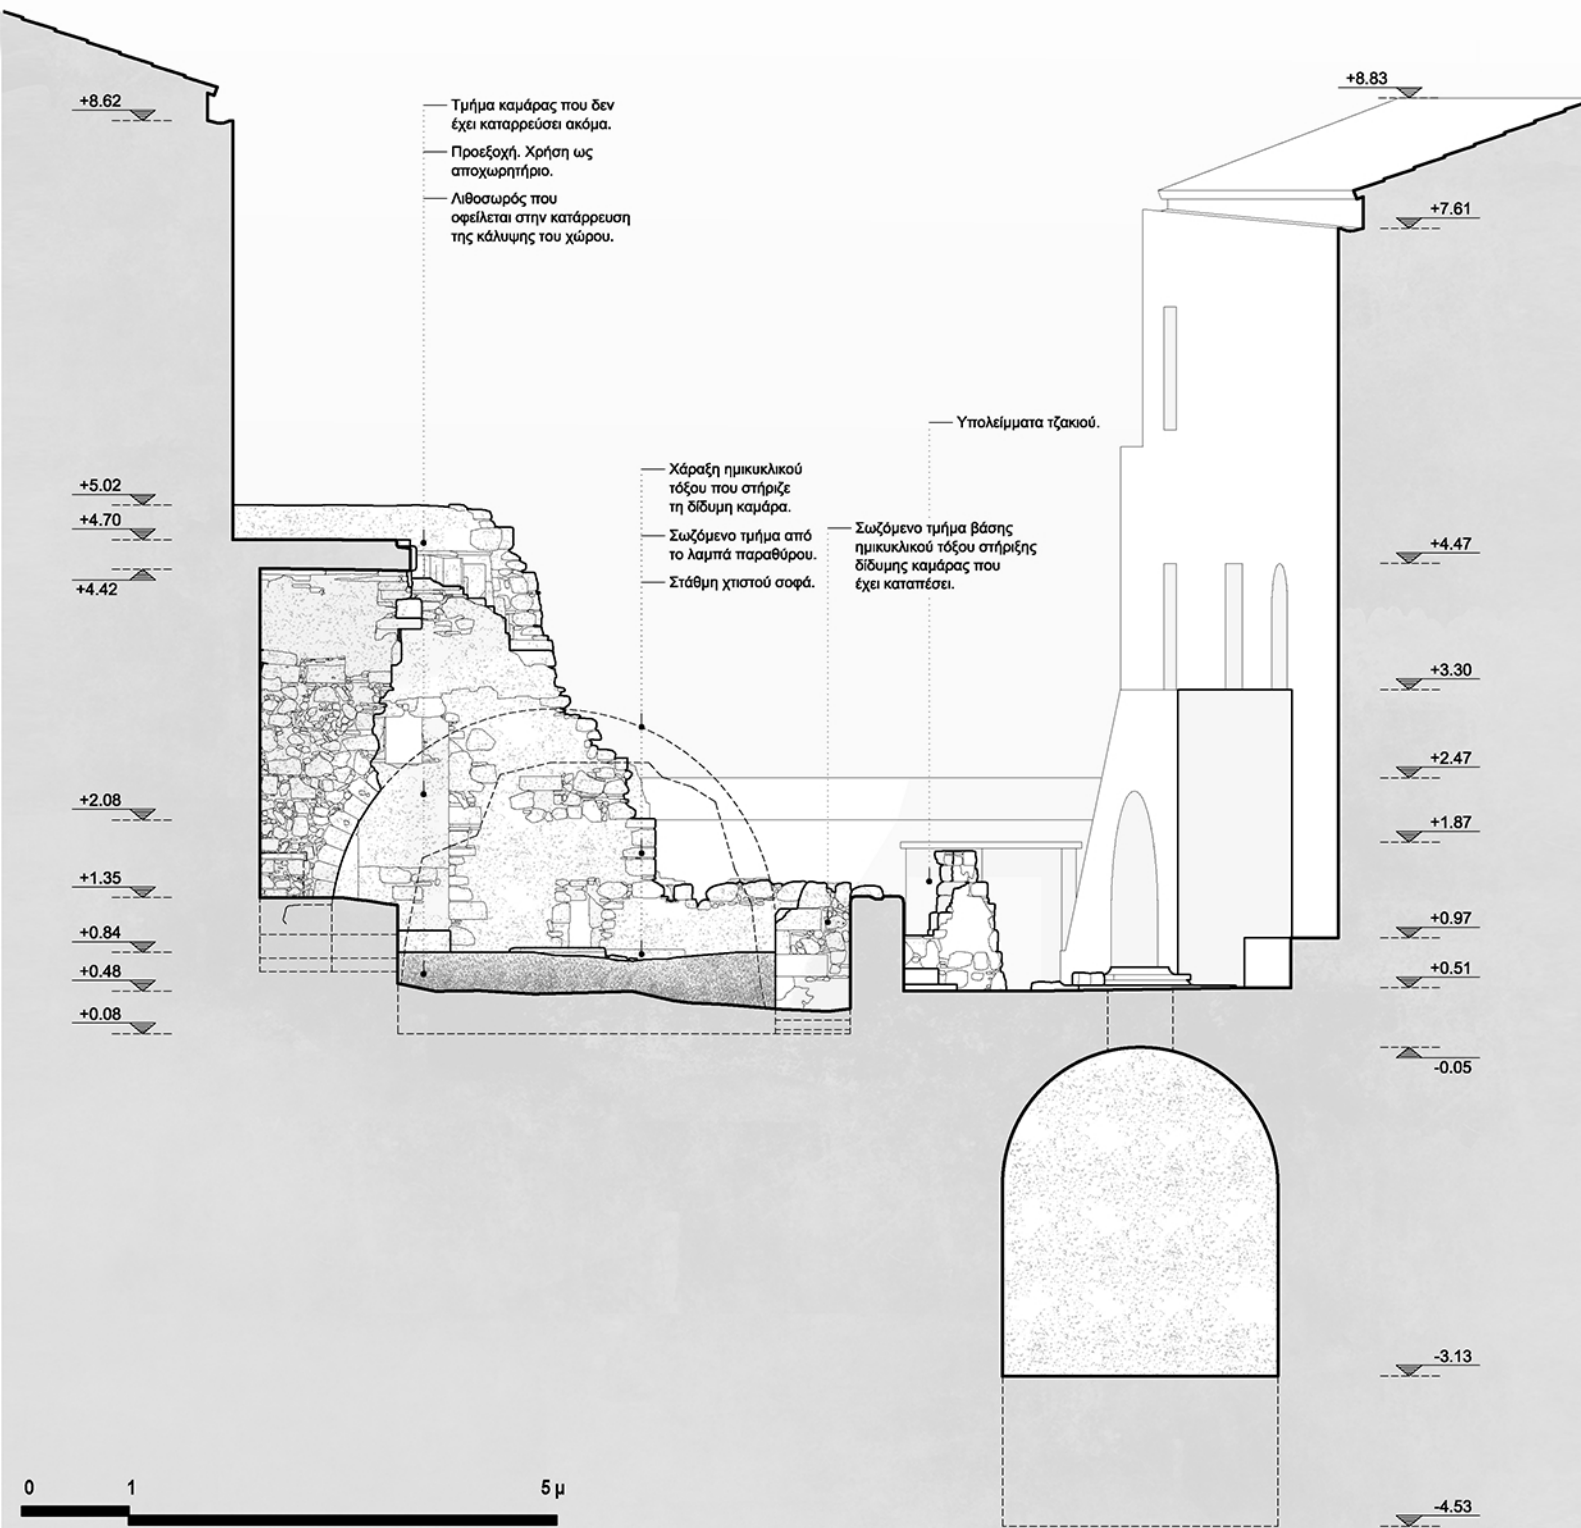 +8.62
Τμήμα καμάρας που δεν
έχει καταρρεύσει ακόμα.
Προεξοχή. Χρήση ως
αποχωρητήριο.
Λιθοσωρός που
οφείλεται στην κατάρρευση
της κάλυψης του χώρου.
+8.83
+7.61
Υπολείμματα τζακιού.
Χάραξη ημικυκλικού
τόξου που στήριζε
τη δίδυμη καμάρα.
Σωζόμενο τμήμα από
το λαμπά παραθύρου.
Στάθμη χτιστού σοφά.
Σωζόμενο τμήμα βάσης
ημικυκλικού τόξου στήριξης
δίδυμης καμάρας που
έχει καταπέσει.
+5.02
+4.70
+4.42
+2.08
+1.35
+0.84
+0.48
+0.08
+4.47
+3.30
+2.47
+1.87
+0.97
+0.51
-0.05
-3.13
-4.53
0 1 5 μ